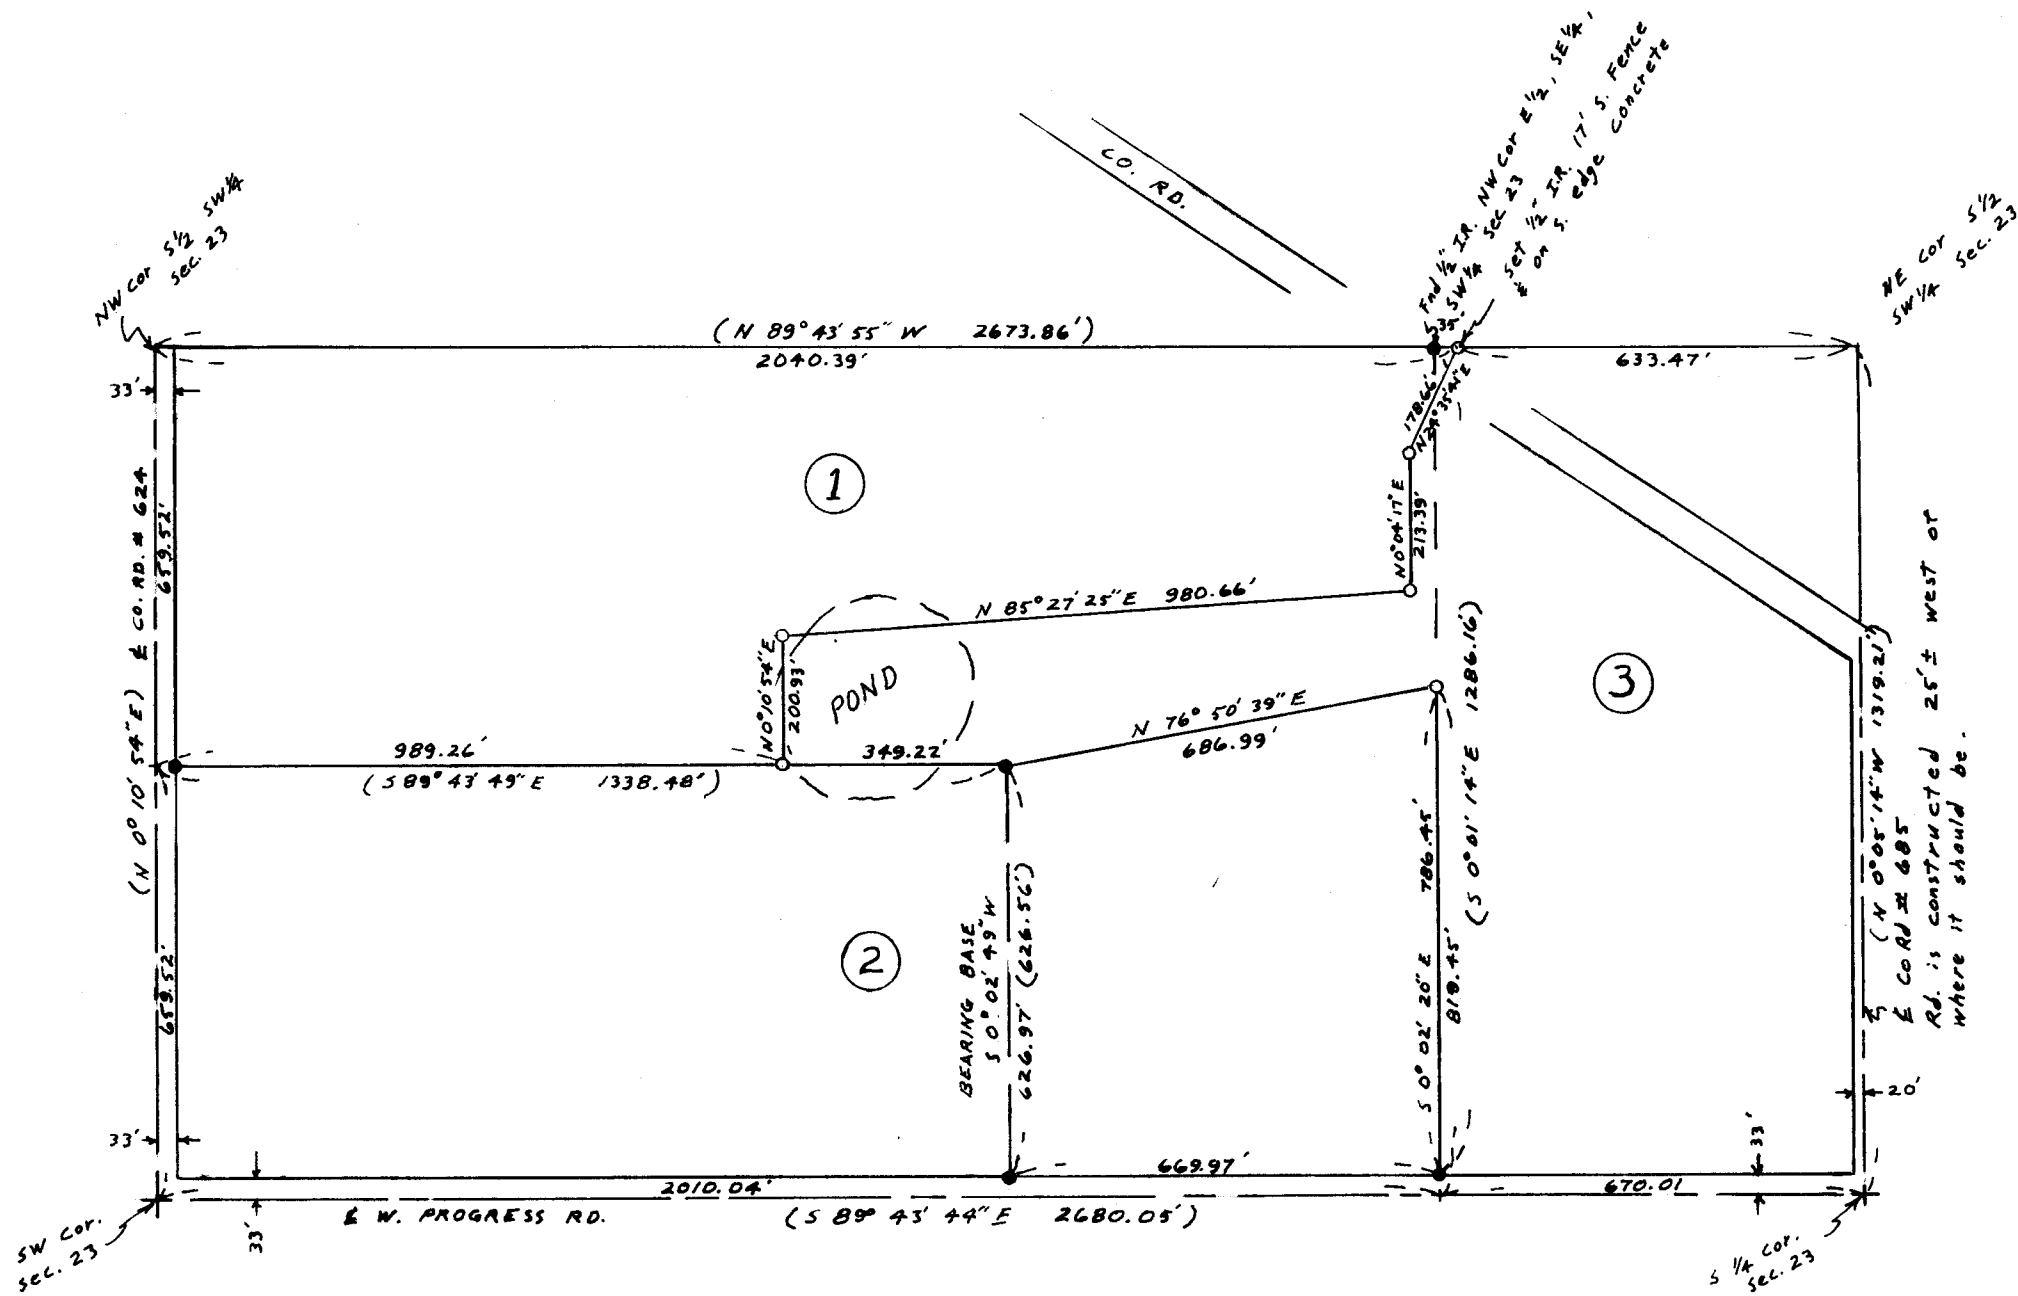 NW cor S1/2 SW1/4
sec. 23
CO. RD.
Fnd 1/2" I.R. NW cor E1/2, SE1/4,
SW1/4 sec 23
set 1/2" I.R. 17' S. Fence
on S. edge concrete
NE cor S1/2
SW1/4 Sec. 23
(N 89° 43' 55" W 2673.86')
2040.39'
35'
633.47'
33'
178.66'
N0°04'17"E
213.39'
1
N 85° 27' 25" E 980.66'
(N 0° 10' 54" E) ℄ CO. RD. # 624
659.52'
N0°10'54"E
200.93'
POND
3
989.26'
349.22'
(S 89° 43' 49" E 1338.48')
N 76° 50' 39" E
686.99'
(S 0° 01' 14" E 1286.16')
(N 0° 05' 14" W 1319.21')
℄ CO Rd # 685
Rd. is constructed 25' ± west of
where it should be.
BEARING BASE
S 0° 02' 49" W
626.97' (626.56')
S 0° 02' 20" E 786.45'
819.45'
2
659.52'
20'
33'
33'
669.97'
2010.04'
670.01
℄ W. PROGRESS RD. (S 89° 43' 44" E 2680.05')
33'
SW cor.
sec. 23
S 1/4 cor.
sec. 23